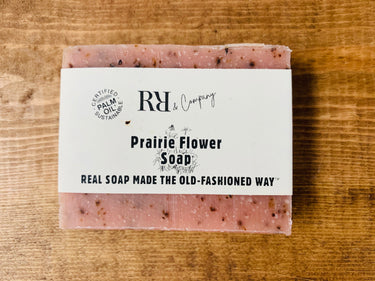 CERTIFIED
PALM
OIL
SUSTAINABLE
RR & Company
Prairie Flower
Soap
REAL SOAP MADE THE OLD-FASHIONED WAY™